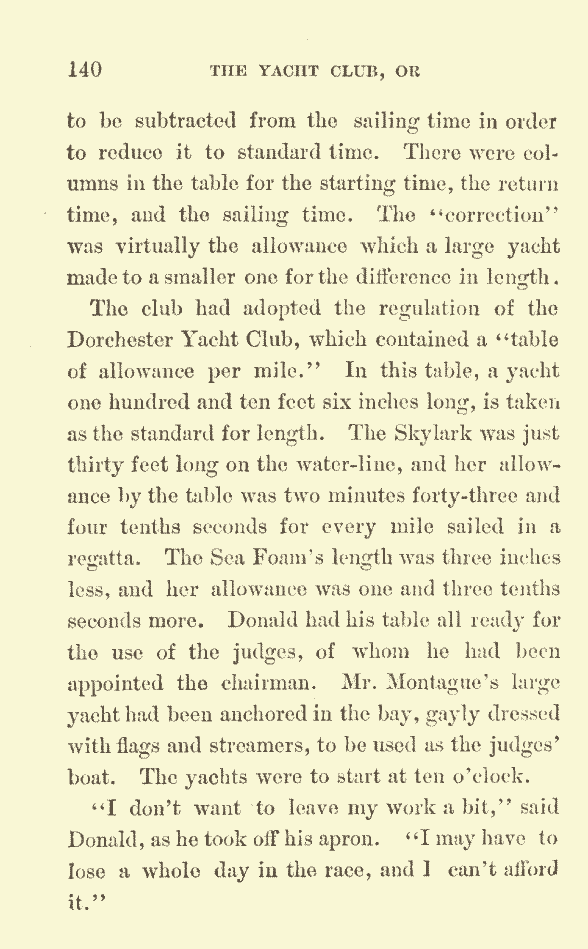 140 THE YACHT CLUB, OR
to be subtracted from the sailing time in order
to reduce it to standard time. There were col-
umns in the table for the starting time, the return
time, and the sailing time. The “correction”
was virtually the allowance which a large yacht
made to a smaller one for the difference in length.
The club had adopted the regulation of the
Dorchester Yacht Club, which contained a “table
of allowance per mile.” In this table, a yacht
one hundred and ten feet six inches long, is taken
as the standard for length. The Skylark was just
thirty feet long on the water-line, and her allow-
ance by the table was two minutes forty-three and
four tenths seconds for every mile sailed in a
regatta. The Sea Foam’s length was three inches
less, and her allowance was one and three tenths
seconds more. Donald had his table all ready for
the use of the judges, of whom he had been
appointed the chairman. Mr. Montague’s large
yacht had been anchored in the bay, gayly dressed
with flags and streamers, to be used as the judges’
boat. The yachts were to start at ten o’clock.
“I don’t want to leave my work a bit,” said
Donald, as he took off his apron. “I may have to
lose a whole day in the race, and I can’t afford
it.”